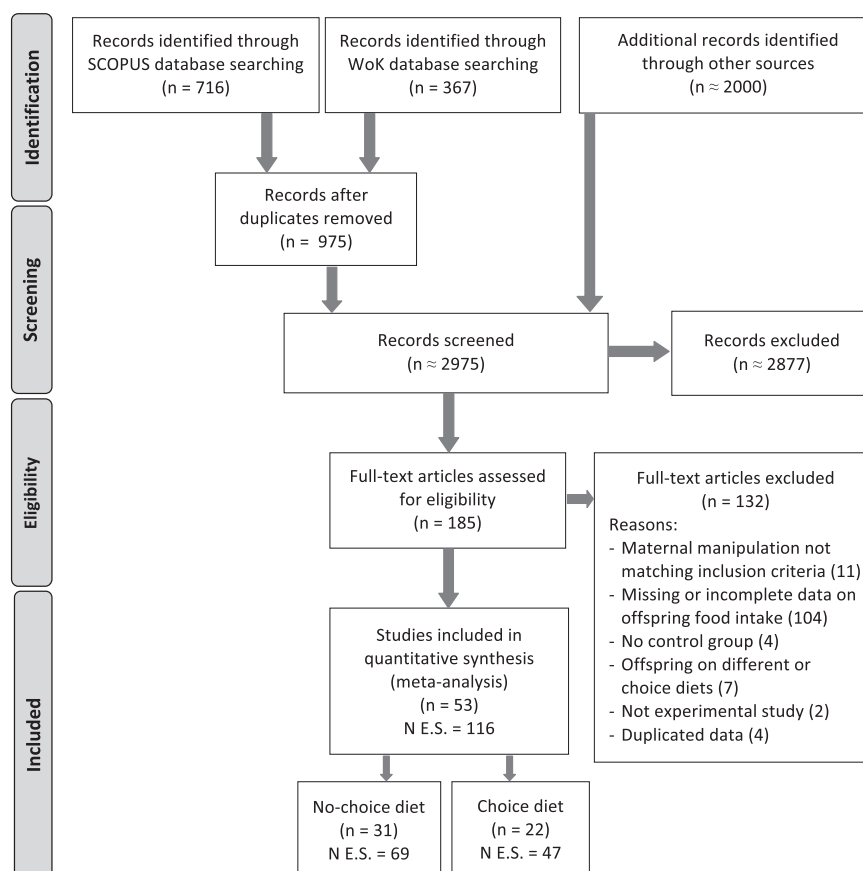 Identification
Records identified through
SCOPUS database searching
(n = 716)
Records identified through
WoK database searching
(n = 367)
Additional records identified
through other sources
(n ≈ 2000)
Records after
duplicates removed
(n = 975)
Screening
Records screened
(n ≈ 2975)
Records excluded
(n ≈ 2877)
Eligibility
Full-text articles assessed
for eligibility
(n = 185)
Full-text articles excluded
(n = 132)
Reasons:
- Maternal manipulation not
matching inclusion criteria (11)
- Missing or incomplete data on
offspring food intake (104)
- No control group (4)
- Offspring on different or
choice diets (7)
- Not experimental study (2)
- Duplicated data (4)
Included
Studies included in
quantitative synthesis
(meta-analysis)
(n = 53)
N E.S. = 116
No-choice diet
(n = 31)
N E.S. = 69
Choice diet
(n = 22)
N E.S. = 47